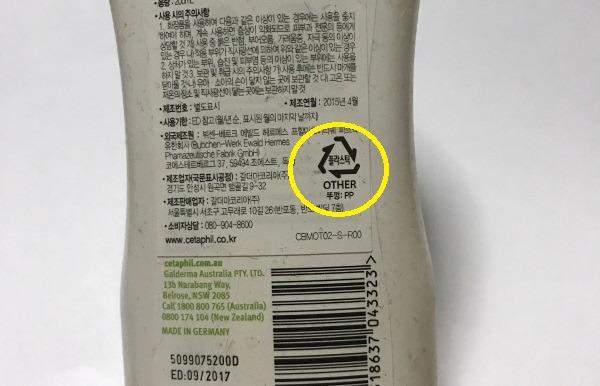 •용량: 200mL
•사용 시의 주의사항
1. 화장품을 사용하여 다음과 같은 이상이 있는 경우에는 사용을 중지
하여야 하며, 계속 사용하면 증상이 악화되므로 피부과 전문의 등에게
상담할 것 가) 사용 중 붉은 반점, 부어오름, 가려움증, 자극 등의 이상이
있는 경우 나) 적용 부위가 직사광선에 의하여 위와 같은 이상이 있는 경우
2. 상처가 있는 부위, 습진 및 피부염 등의 이상이 있는 부위에는 사용을
하지 말 것 3. 보관 및 취급 시의 주의사항 가) 사용 후에는 반드시 마개를
닫아둘 것 나) 유아·소아의 손이 닿지 않는 곳에 보관할 것 다) 고온 또는
저온의 장소 및 직사광선이 닿는 곳에는 보관하지 말 것
•제조번호: 별도표시 •제조연월: 2015년 4월
•사용기한: ED 참고 (월/년 순, 표시된 월의 마지막 날까지)
•외국제조원: 뷔센-베르크 에발드 헤르메스
유한회사 (Bubchen-Werk Ewald Hermes
Pharmazeutische Fabrik GmbH)
코에스테르베르그 37, 59494 조에스트, 독일
•제조업자(국문표시공정): 갈더마코리아(주)
경기도 안성시 원곡면 범골길 9-32
•제조판매업자: 갈더마코리아(주)
서울특별시 서초구 고무래로 10길 26 (반포동, 7층)
•소비자상담: 080-904-8600
www.cetaphil.co.kr
CBMOT02-S-R00
플라스틱
OTHER
뚜껑: PP
cetaphil.com.au
Galderma Australia PTY. LTD.
13b Narabang Way,
Belrose, NSW 2085
Call 1800 800 765 (Australia)
0800 174 104 (New Zealand)
MADE IN GERMANY
5099075200D
ED:09/2017
318637 043323